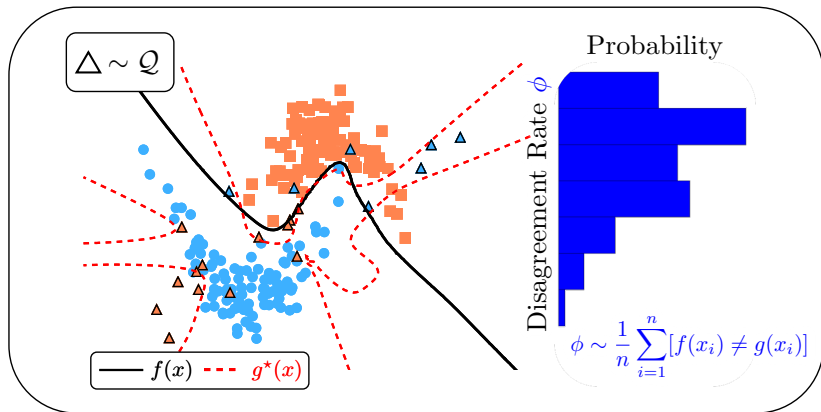 △ ∼ 𝒬
f(x)
g⋆(x)
Probability
Disagreement Rate ϕ
ϕ ∼ 1/n ∑_{i=1}^{n} [f(x_i) ≠ g(x_i)]